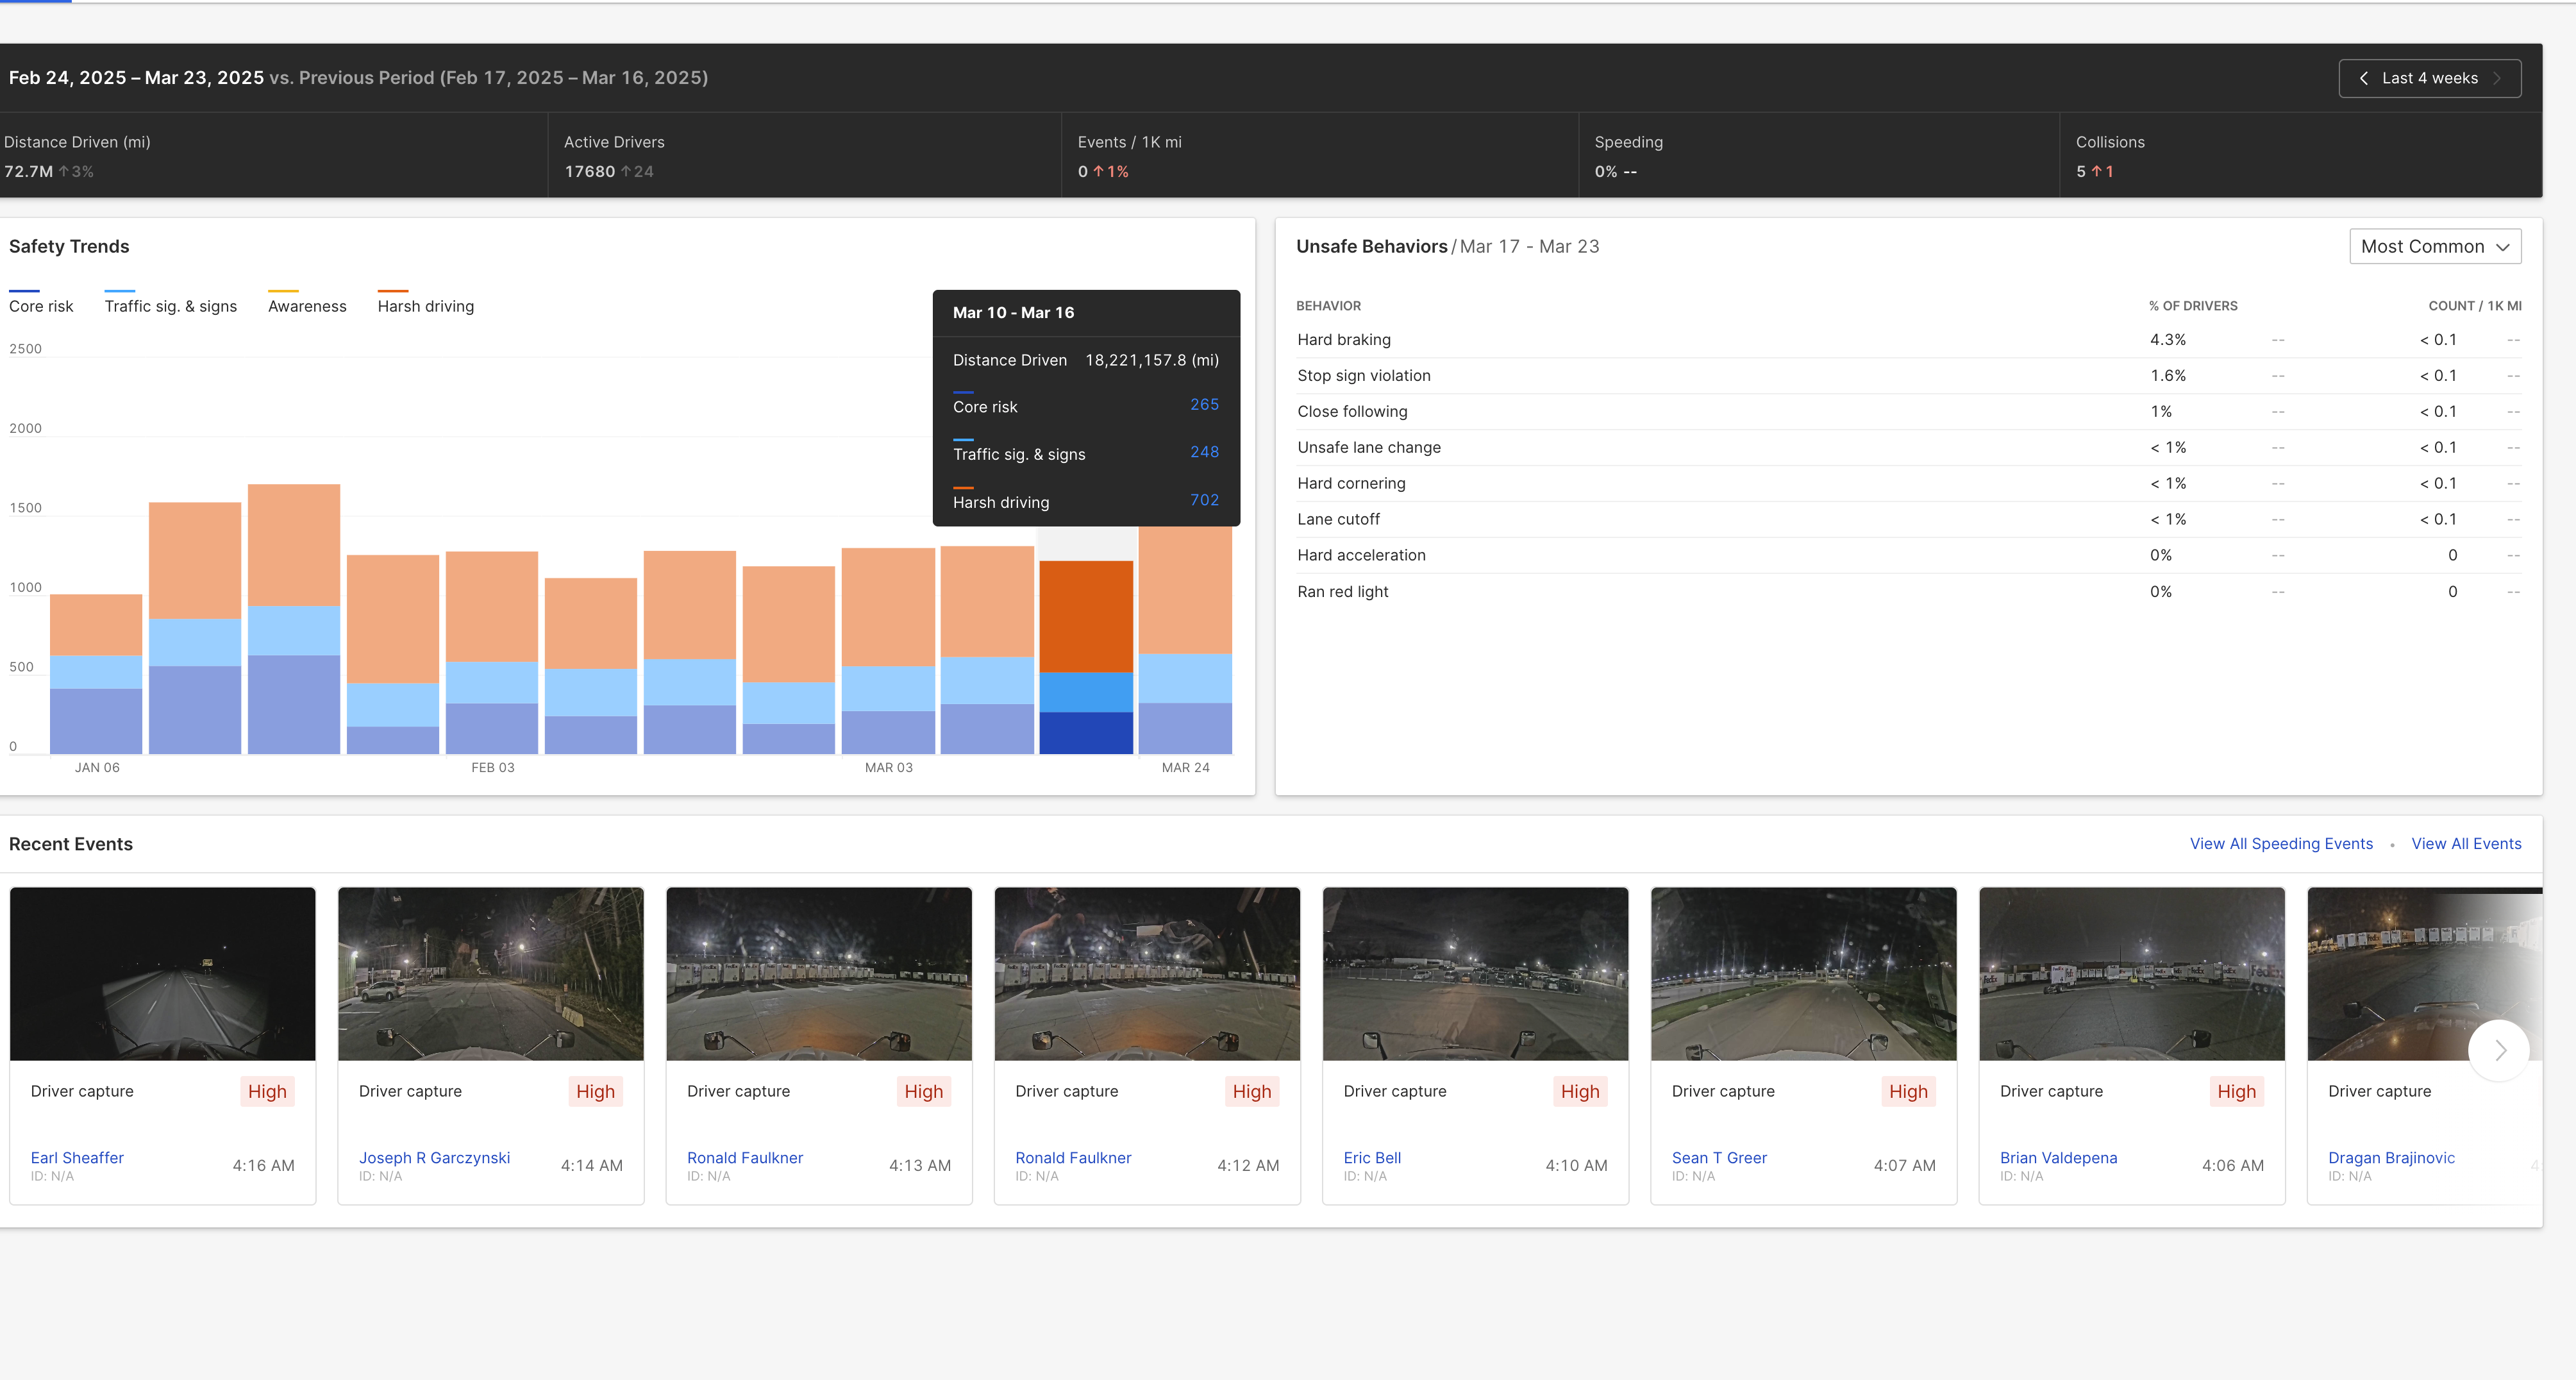 Feb 24, 2025 – Mar 23, 2025 vs. Previous Period (Feb 17, 2025 – Mar 16, 2025)
Last 4 weeks
Distance Driven (mi)
72.7M ↑3%
Active Drivers
17680 ↑24
Events / 1K mi
0 ↑1%
Speeding
0% --
Collisions
5 ↑1
Safety Trends
Core risk
Traffic sig. & signs
Awareness
Harsh driving
2500
2000
1500
1000
500
0
JAN 06
FEB 03
MAR 03
MAR 24
Mar 10 - Mar 16
Distance Driven 18,221,157.8 (mi)
Core risk 265
Traffic sig. & signs 248
Harsh driving 702
Unsafe Behaviors / Mar 17 - Mar 23
Most Common
BEHAVIOR % OF DRIVERS COUNT / 1K MI
Hard braking 4.3% -- < 0.1 --
Stop sign violation 1.6% -- < 0.1 --
Close following 1% -- < 0.1 --
Unsafe lane change < 1% -- < 0.1 --
Hard cornering < 1% -- < 0.1 --
Lane cutoff < 1% -- < 0.1 --
Hard acceleration 0% -- 0 --
Ran red light 0% -- 0 --
Recent Events
View All Speeding Events • View All Events
Driver capture High
Earl Sheaffer
ID: N/A
4:16 AM
Driver capture High
Joseph R Garczynski
ID: N/A
4:14 AM
Driver capture High
Ronald Faulkner
ID: N/A
4:13 AM
Driver capture High
Ronald Faulkner
ID: N/A
4:12 AM
Driver capture High
Eric Bell
ID: N/A
4:10 AM
Driver capture High
Sean T Greer
ID: N/A
4:07 AM
Driver capture High
Brian Valdepena
ID: N/A
4:06 AM
Driver capture
Dragan Brajinovic
ID: N/A
4